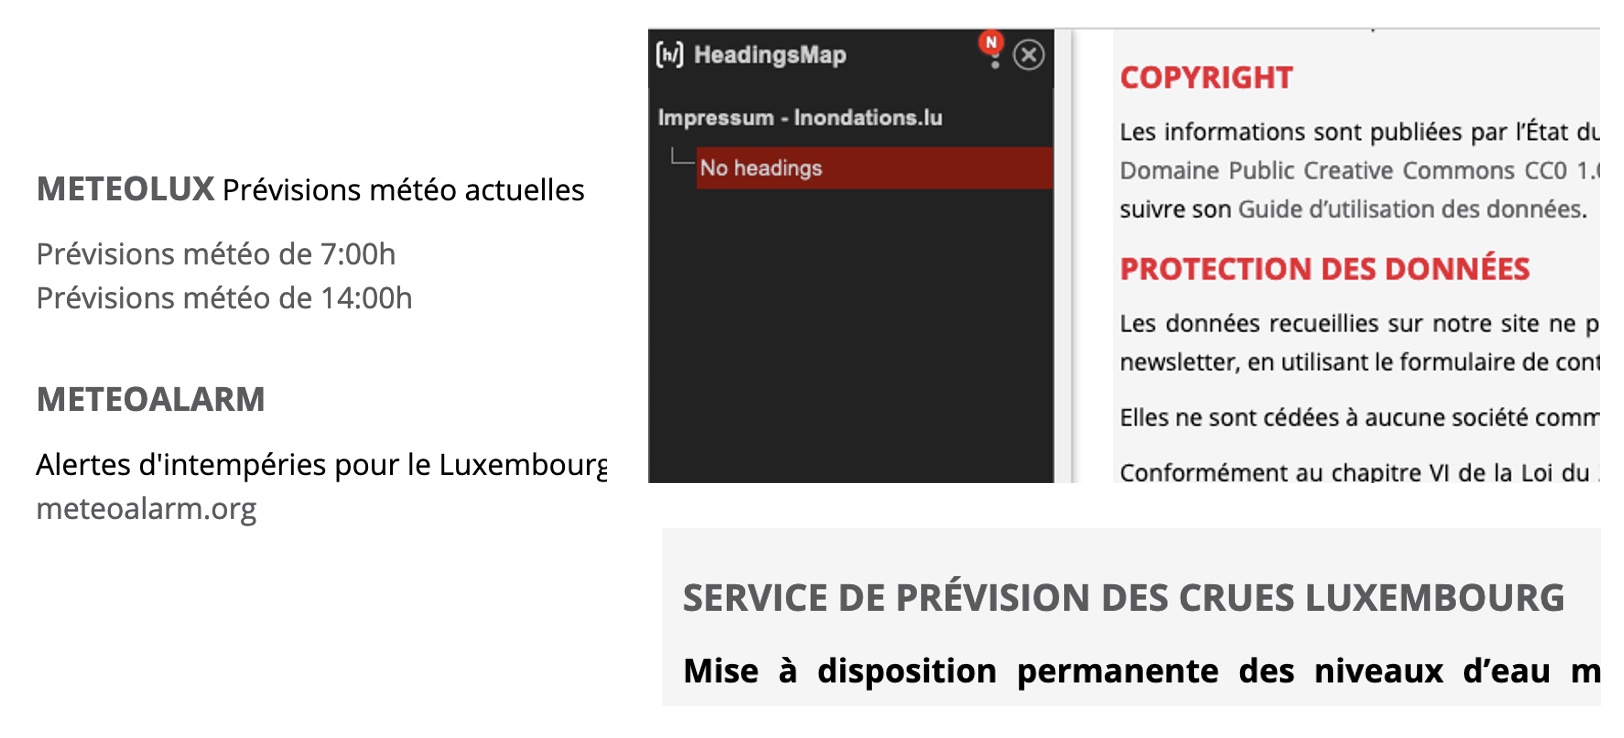 METEOLUX Prévisions météo actuelles
Prévisions météo de 7:00h
Prévisions météo de 14:00h
METEOALARM
Alertes d'intempéries pour le Luxembourg
meteoalarm.org
HeadingsMap
N
Impressum - Inondations.lu
No headings
COPYRIGHT
Les informations sont publiées par l’État du
Domaine Public Creative Commons CC0 1.0
suivre son Guide d’utilisation des données.
PROTECTION DES DONNÉES
Les données recueillies sur notre site ne p
newsletter, en utilisant le formulaire de cont
Elles ne sont cédées à aucune société comm
Conformément au chapitre VI de la Loi du
SERVICE DE PRÉVISION DES CRUES LUXEMBOURG
Mise à disposition permanente des niveaux d’eau m